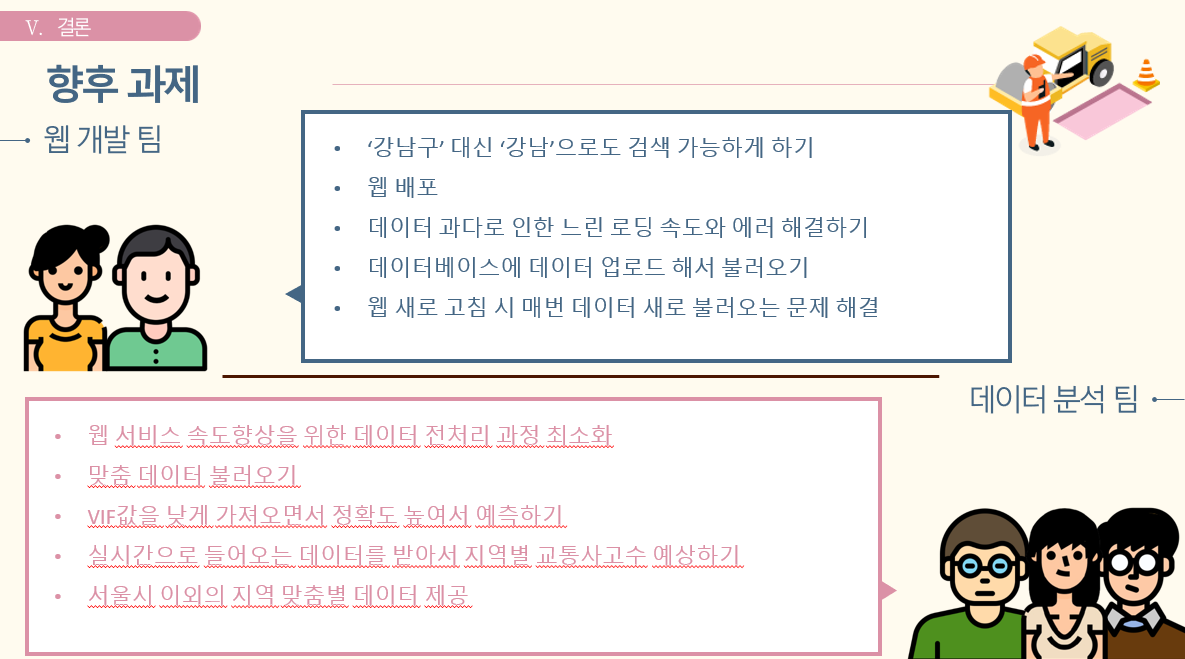 V. 결론
향후 과제
웹 개발 팀
• ‘강남구’ 대신 ‘강남’으로도 검색 가능하게 하기
• 웹 배포
• 데이터 과다로 인한 느린 로딩 속도와 에러 해결하기
• 데이터베이스에 데이터 업로드 해서 불러오기
• 웹 새로 고침 시 매번 데이터 새로 불러오는 문제 해결
데이터 분석 팀
• 웹 서비스 속도향상을 위한 데이터 전처리 과정 최소화
• 맞춤 데이터 불러오기
• VIF값을 낮게 가져오면서 정확도 높여서 예측하기
• 실시간으로 들어오는 데이터를 받아서 지역별 교통사고수 예상하기
• 서울시 이외의 지역 맞춤별 데이터 제공